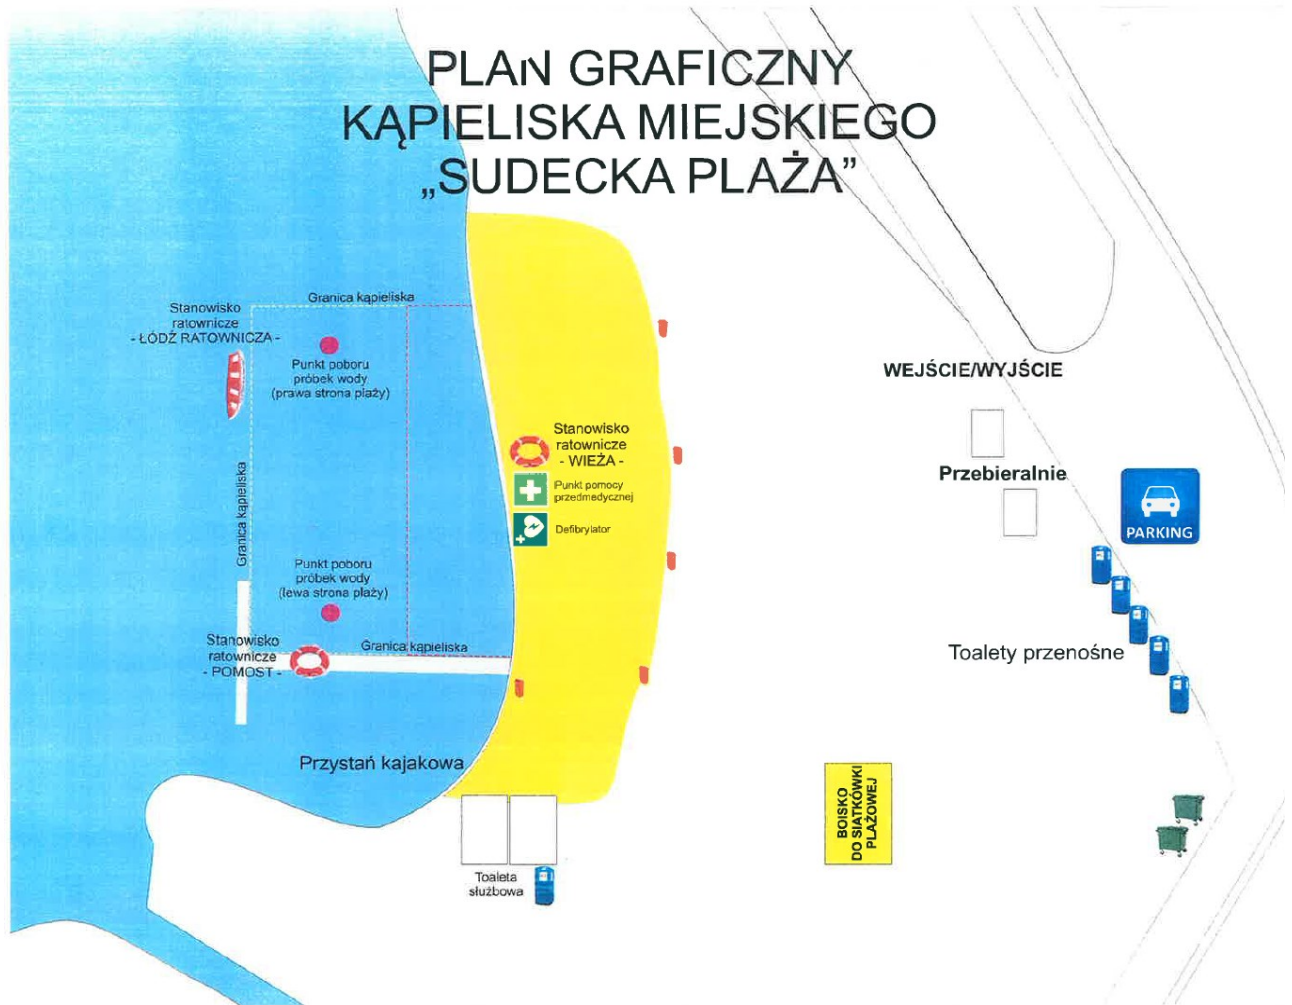 PLAN GRAFICZNY
KĄPIELISKA MIEJSKIEGO
„SUDECKA PLAŻA”
Granica kąpieliska
Stanowisko
ratownicze
- ŁÓDŹ RATOWNICZA -
Punkt poboru
próbek wody
(prawa strona plaży)
WEJŚCIE/WYJŚCIE
Stanowisko
ratownicze
- WIEŻA -
Przebieralnie
Punkt pomocy
przedmedycznej
Defibrylator
PARKING
Granica kąpieliska
Punkt poboru
próbek wody
(lewa strona plaży)
Stanowisko
ratownicze
- POMOST -
Granica kąpieliska
Toalety przenośne
Przystań kajakowa
BOISKO
DO SIATKÓWKI
PLAŻOWEJ
Toaleta
służbowa